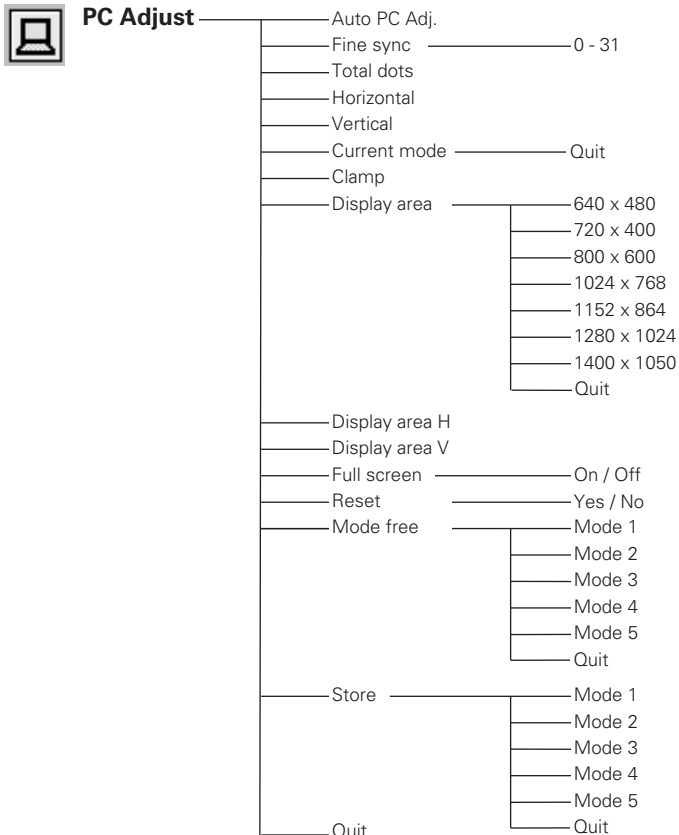 PC Adjust Auto PC Adj.
Fine sync 0 - 31
Total dots
Horizontal
Vertical
Current mode Quit
Clamp
Display area 640 x 480
720 x 400
800 x 600
1024 x 768
1152 x 864
1280 x 1024
1400 x 1050
Quit
Display area H
Display area V
Full screen On / Off
Reset Yes / No
Mode free Mode 1
Mode 2
Mode 3
Mode 4
Mode 5
Quit
Store Mode 1
Mode 2
Mode 3
Mode 4
Mode 5
Quit
Quit